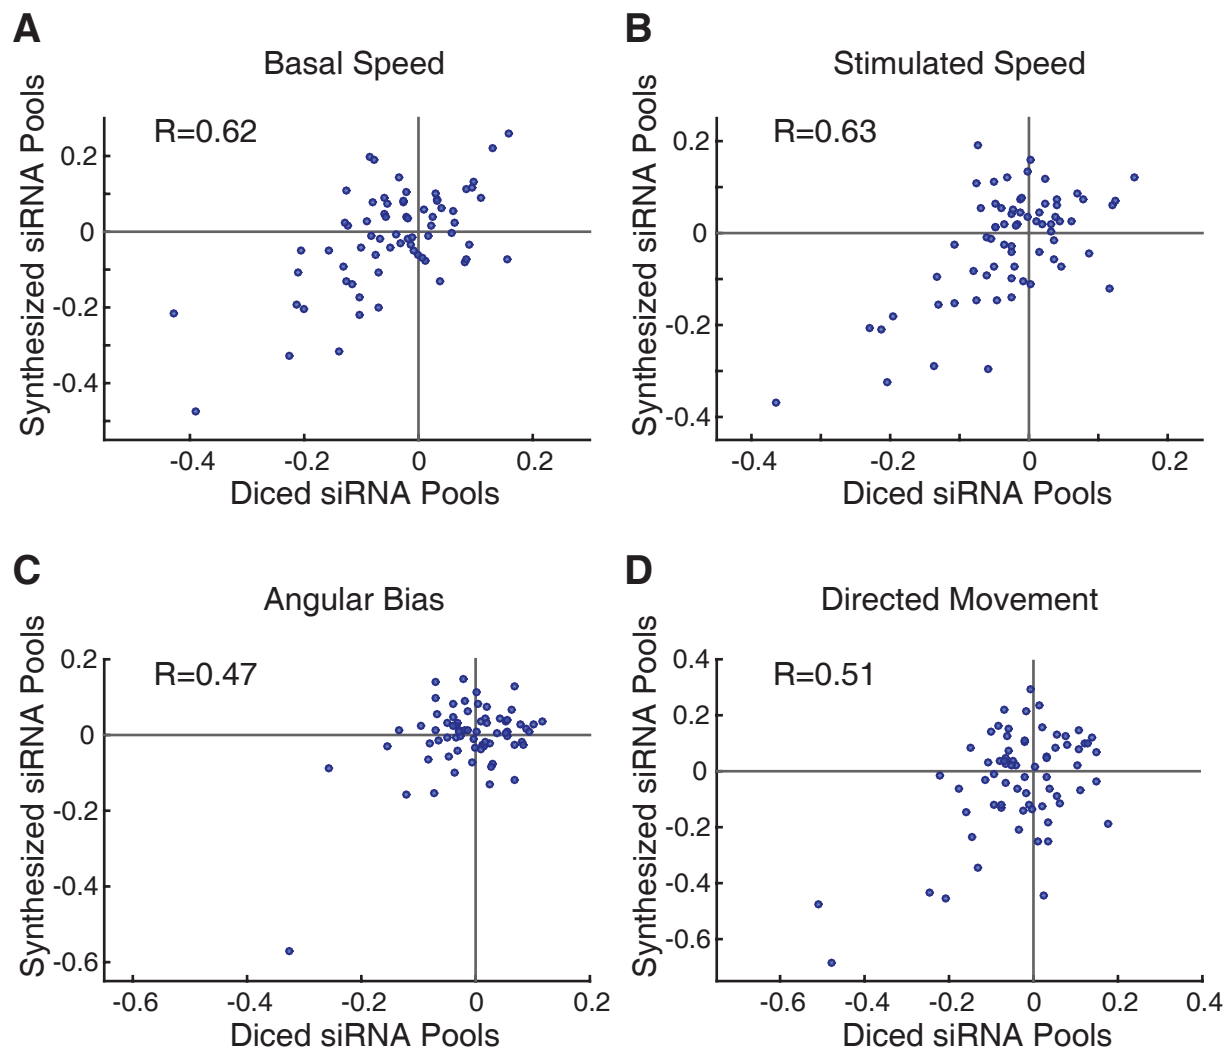 A
Basal Speed
R=0.62
Synthesized siRNA Pools
0.2
0
-0.2
-0.4
-0.4 -0.2 0 0.2
Diced siRNA Pools
B
Stimulated Speed
R=0.63
Synthesized siRNA Pools
0.2
0
-0.2
-0.4
-0.4 -0.2 0 0.2
Diced siRNA Pools
C
Angular Bias
R=0.47
Synthesized siRNA Pools
0.2
0
-0.2
-0.4
-0.6
-0.6 -0.4 -0.2 0 0.2
Diced siRNA Pools
D
Directed Movement
R=0.51
Synthesized siRNA Pools
0.4
0.2
0
-0.2
-0.4
-0.6
-0.6 -0.4 -0.2 0 0.2 0.4
Diced siRNA Pools